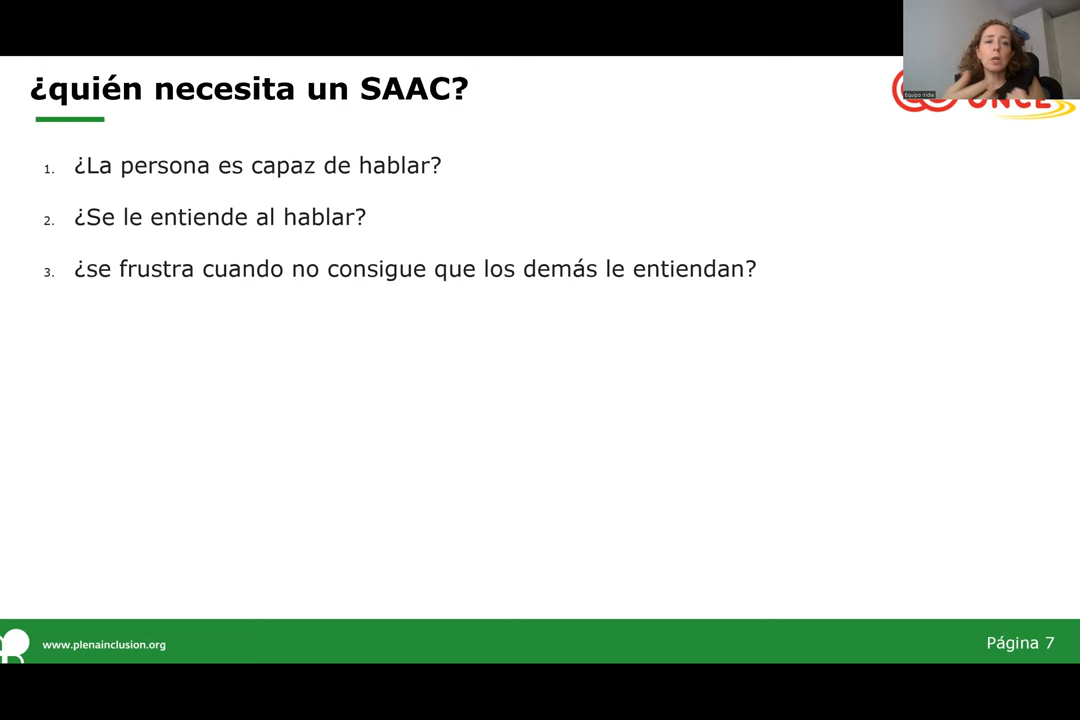 ¿quién necesita un SAAC?
1. ¿La persona es capaz de hablar?
2. ¿Se le entiende al hablar?
3. ¿se frustra cuando no consigue que los demás le entiendan?
ONCE
www.plenainclusion.org
Página 7